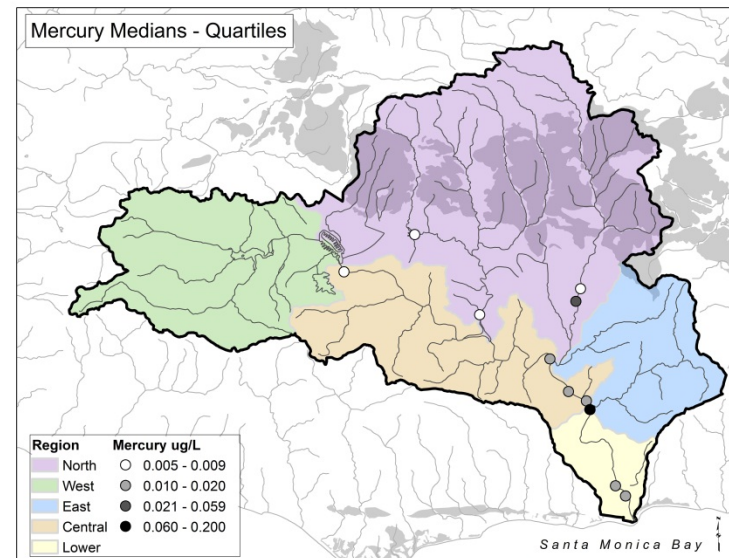 Mercury Medians - Quartiles
Region
North
West
East
Central
Lower
Mercury ug/L
0.005 - 0.009
0.010 - 0.020
0.021 - 0.059
0.060 - 0.200
Santa Monica Bay